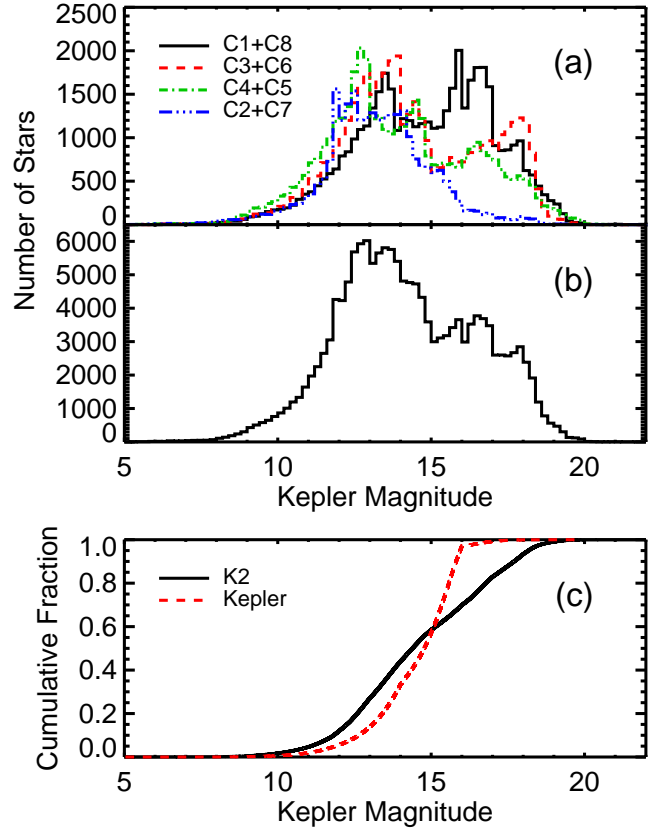 2500
2000
1500
1000
500
0
C1+C8
C3+C6
C4+C5
C2+C7
(a)
Number of Stars
6000
5000
4000
3000
2000
1000
0
(b)
5 10 15 20
Kepler Magnitude
Cumulative Fraction
1.0
0.8
0.6
0.4
0.2
0.0
K2
Kepler
(c)
5 10 15 20
Kepler Magnitude